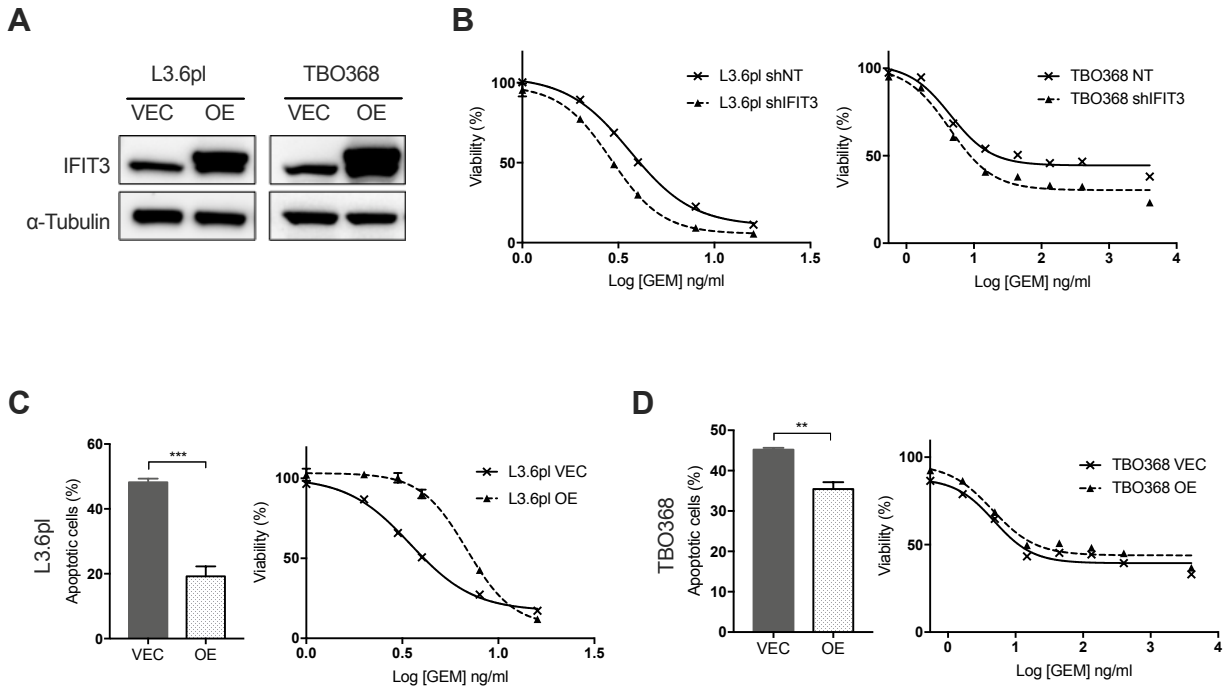 A
L3.6pl TBO368
VEC OE VEC OE
IFIT3
α-Tubulin
B
Viability (%)
100
50
0
0.0 0.5 1.0 1.5
Log [GEM] ng/ml
L3.6pl shNT
L3.6pl shIFIT3
Viability (%)
100
50
0
0 1 2 3 4
Log [GEM] ng/ml
TBO368 NT
TBO368 shIFIT3
C
L3.6pl
Apoptotic cells (%)
60
40
20
0
***
VEC OE
Viability (%)
100
50
0
0.0 0.5 1.0 1.5
Log [GEM] ng/ml
L3.6pl VEC
L3.6pl OE
D
TBO368
Apoptotic cells (%)
50
40
30
20
10
0
**
VEC OE
Viability (%)
100
50
0
0 1 2 3 4
Log [GEM] ng/ml
TBO368 VEC
TBO368 OE